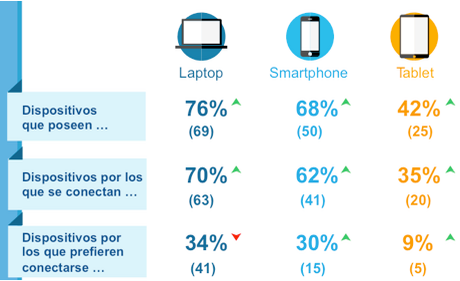 Laptop Smartphone Tablet
Dispositivos
que poseen ...
76% 68% 42%
(69) (50) (25)
Dispositivos por los
que se conectan ...
70% 62% 35%
(63) (41) (20)
Dispositivos por
los que prefieren
conectarse ...
34% 30% 9%
(41) (15) (5)